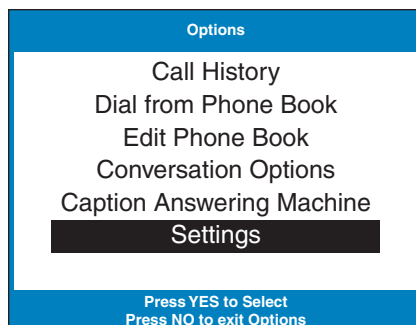 Options
Call History
Dial from Phone Book
Edit Phone Book
Conversation Options
Caption Answering Machine
Settings
Press YES to Select
Press NO to exit Options